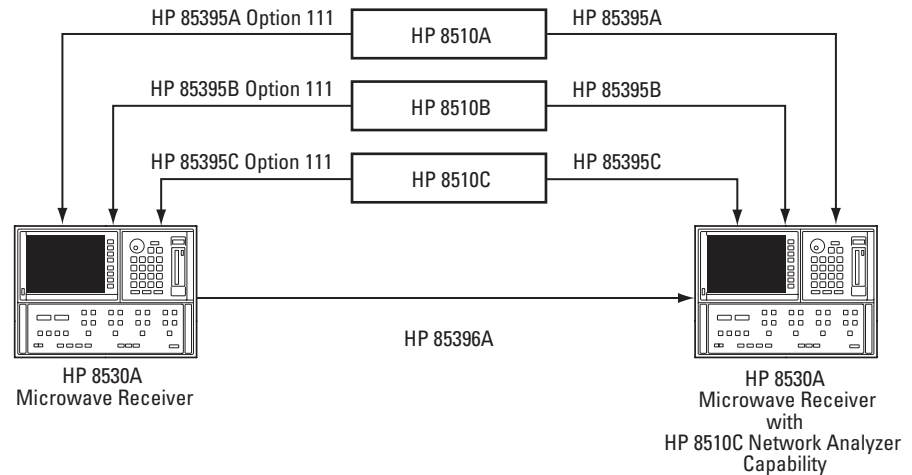 HP 85395A Option 111
HP 8510A
HP 85395A
HP 85395B Option 111
HP 8510B
HP 85395B
HP 85395C Option 111
HP 8510C
HP 85395C
HP 85396A
HP 8530A
Microwave Receiver
HP 8530A
Microwave Receiver
with
HP 8510C Network Analyzer
Capability